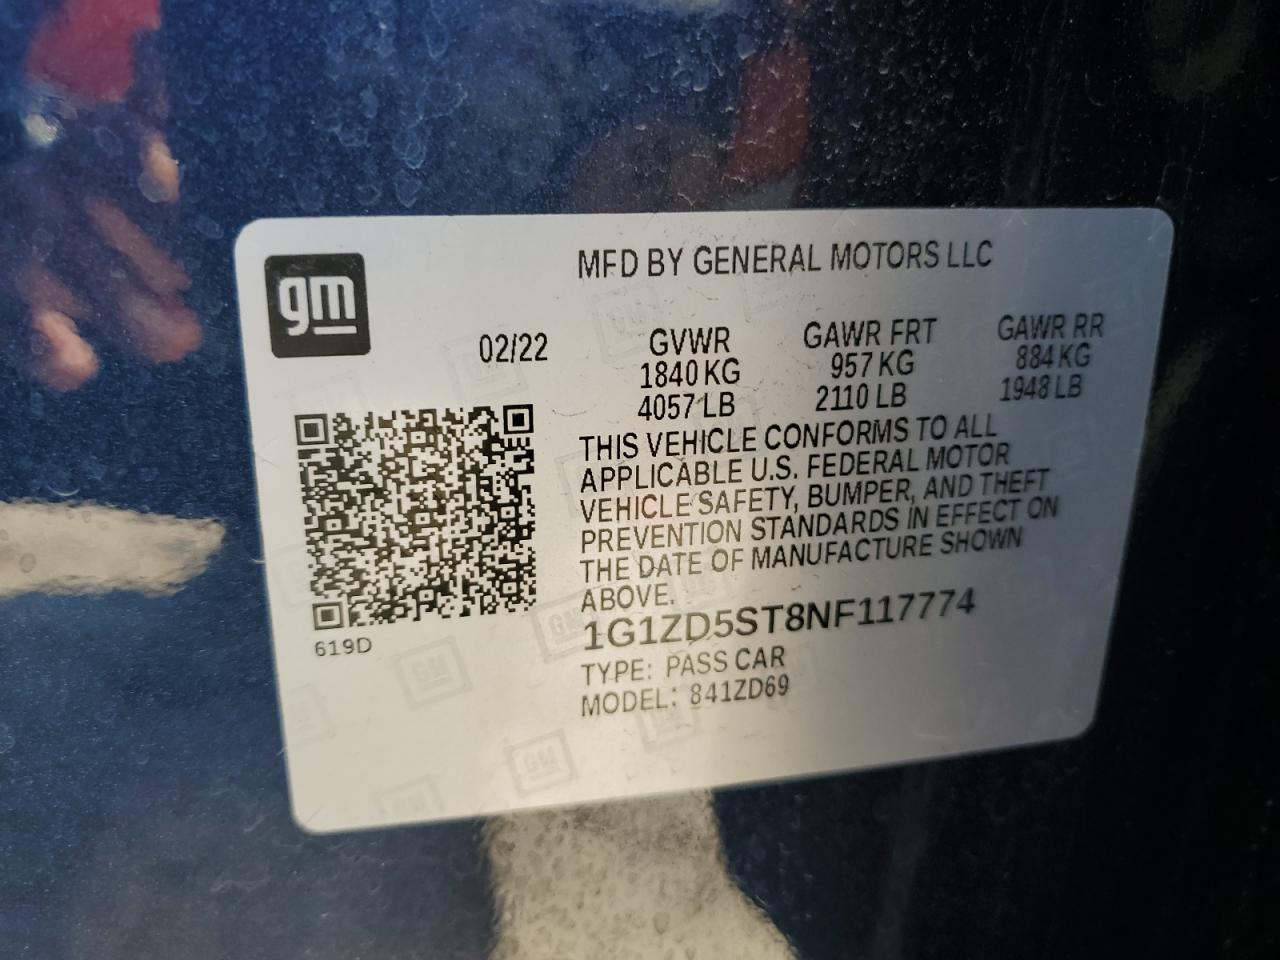 gm
MFD BY GENERAL MOTORS LLC
02/22
GVWR GAWR FRT GAWR RR
1840 KG 957 KG 884 KG
4057 LB 2110 LB 1948 LB
THIS VEHICLE CONFORMS TO ALL
APPLICABLE U.S. FEDERAL MOTOR
VEHICLE SAFETY, BUMPER, AND THEFT
PREVENTION STANDARDS IN EFFECT ON
THE DATE OF MANUFACTURE SHOWN
ABOVE.
1G1ZD5ST8NF117774
TYPE: PASS CAR
MODEL: 841ZD69
619D
GM
GM